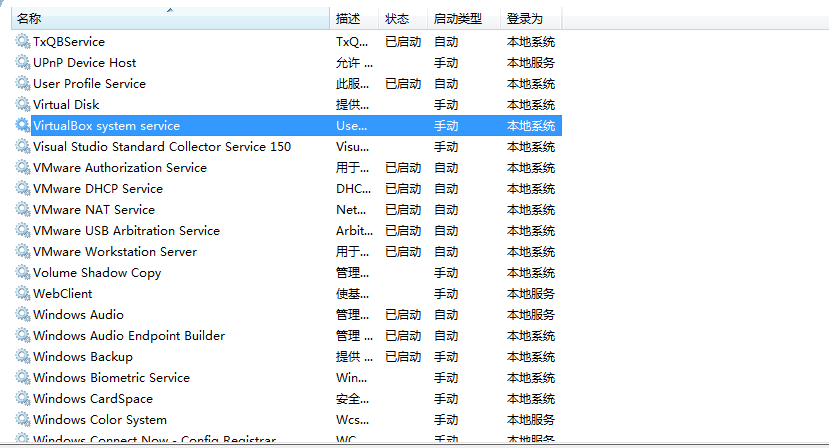 名称 描述 状态 启动类型 登录为
TxQBService TxQ... 已启动 自动 本地系统
UPnP Device Host 允许 ... 手动 本地服务
User Profile Service 此服... 已启动 自动 本地系统
Virtual Disk 提供... 手动 本地系统
VirtualBox system service Use... 手动 本地系统
Visual Studio Standard Collector Service 150 Visu... 手动 本地系统
VMware Authorization Service 用于... 已启动 自动 本地系统
VMware DHCP Service DHC... 已启动 自动 本地系统
VMware NAT Service Net... 已启动 自动 本地系统
VMware USB Arbitration Service Arbit... 已启动 自动 本地系统
VMware Workstation Server 用于... 已启动 自动 本地系统
Volume Shadow Copy 管理... 手动 本地系统
WebClient 使基... 手动 本地服务
Windows Audio 管理... 已启动 自动 本地服务
Windows Audio Endpoint Builder 管理 ... 已启动 自动 本地系统
Windows Backup 提供 ... 已启动 手动 本地系统
Windows Biometric Service Win... 手动 本地系统
Windows CardSpace 安全... 手动 本地系统
Windows Color System Wcs... 手动 本地服务
Windows Connect Now - Config Registrar WC... 手动 本地服务